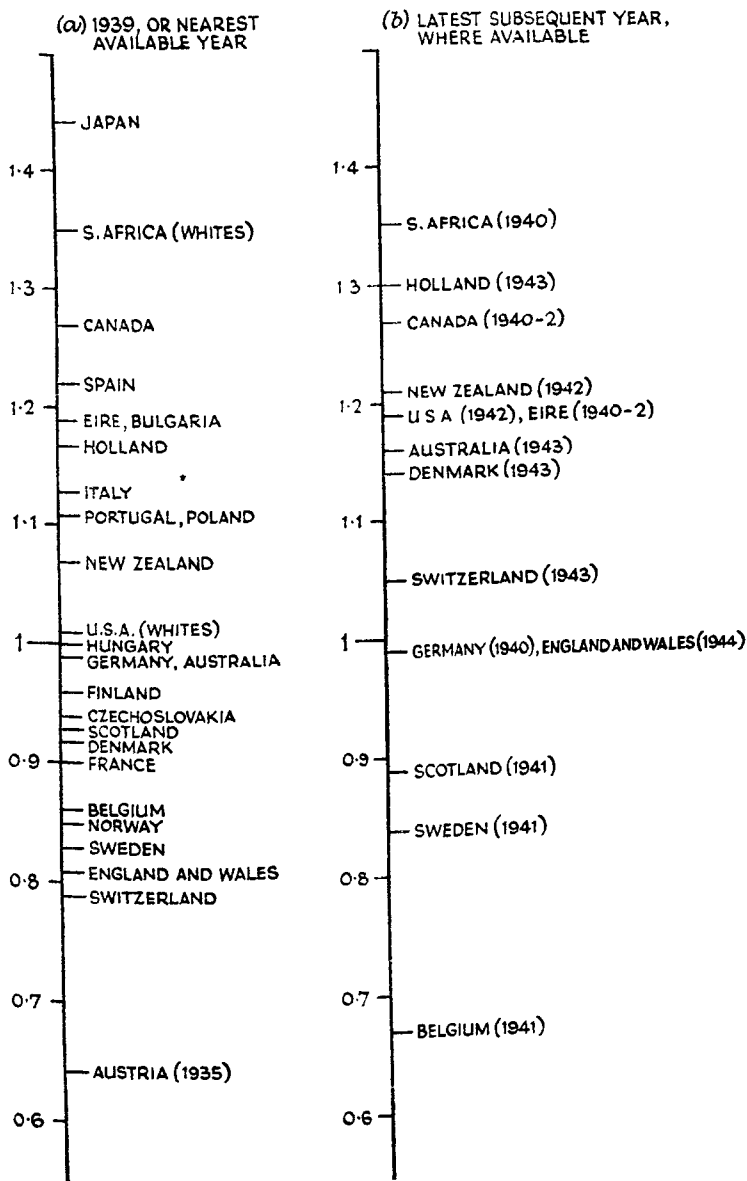 (a) 1939, OR NEAREST
AVAILABLE YEAR
JAPAN
1·4
S. AFRICA (WHITES)
1·3
CANADA
SPAIN
1·2
EIRE, BULGARIA
HOLLAND
ITALY
PORTUGAL, POLAND
1·1
NEW ZEALAND
U.S.A. (WHITES)
1
HUNGARY
GERMANY, AUSTRALIA
FINLAND
CZECHOSLOVAKIA
SCOTLAND
DENMARK
0·9
FRANCE
BELGIUM
NORWAY
SWEDEN
ENGLAND AND WALES
0·8
SWITZERLAND
0·7
AUSTRIA (1935)
0·6
(b) LATEST SUBSEQUENT YEAR,
WHERE AVAILABLE
1·4
S. AFRICA (1940)
1·3
HOLLAND (1943)
CANADA (1940-2)
NEW ZEALAND (1942)
1·2
U S A (1942), EIRE (1940-2)
AUSTRALIA (1943)
DENMARK (1943)
1·1
SWITZERLAND (1943)
1
GERMANY (1940), ENGLAND AND WALES (1944)
0·9
SCOTLAND (1941)
SWEDEN (1941)
0·8
0·7
BELGIUM (1941)
0·6